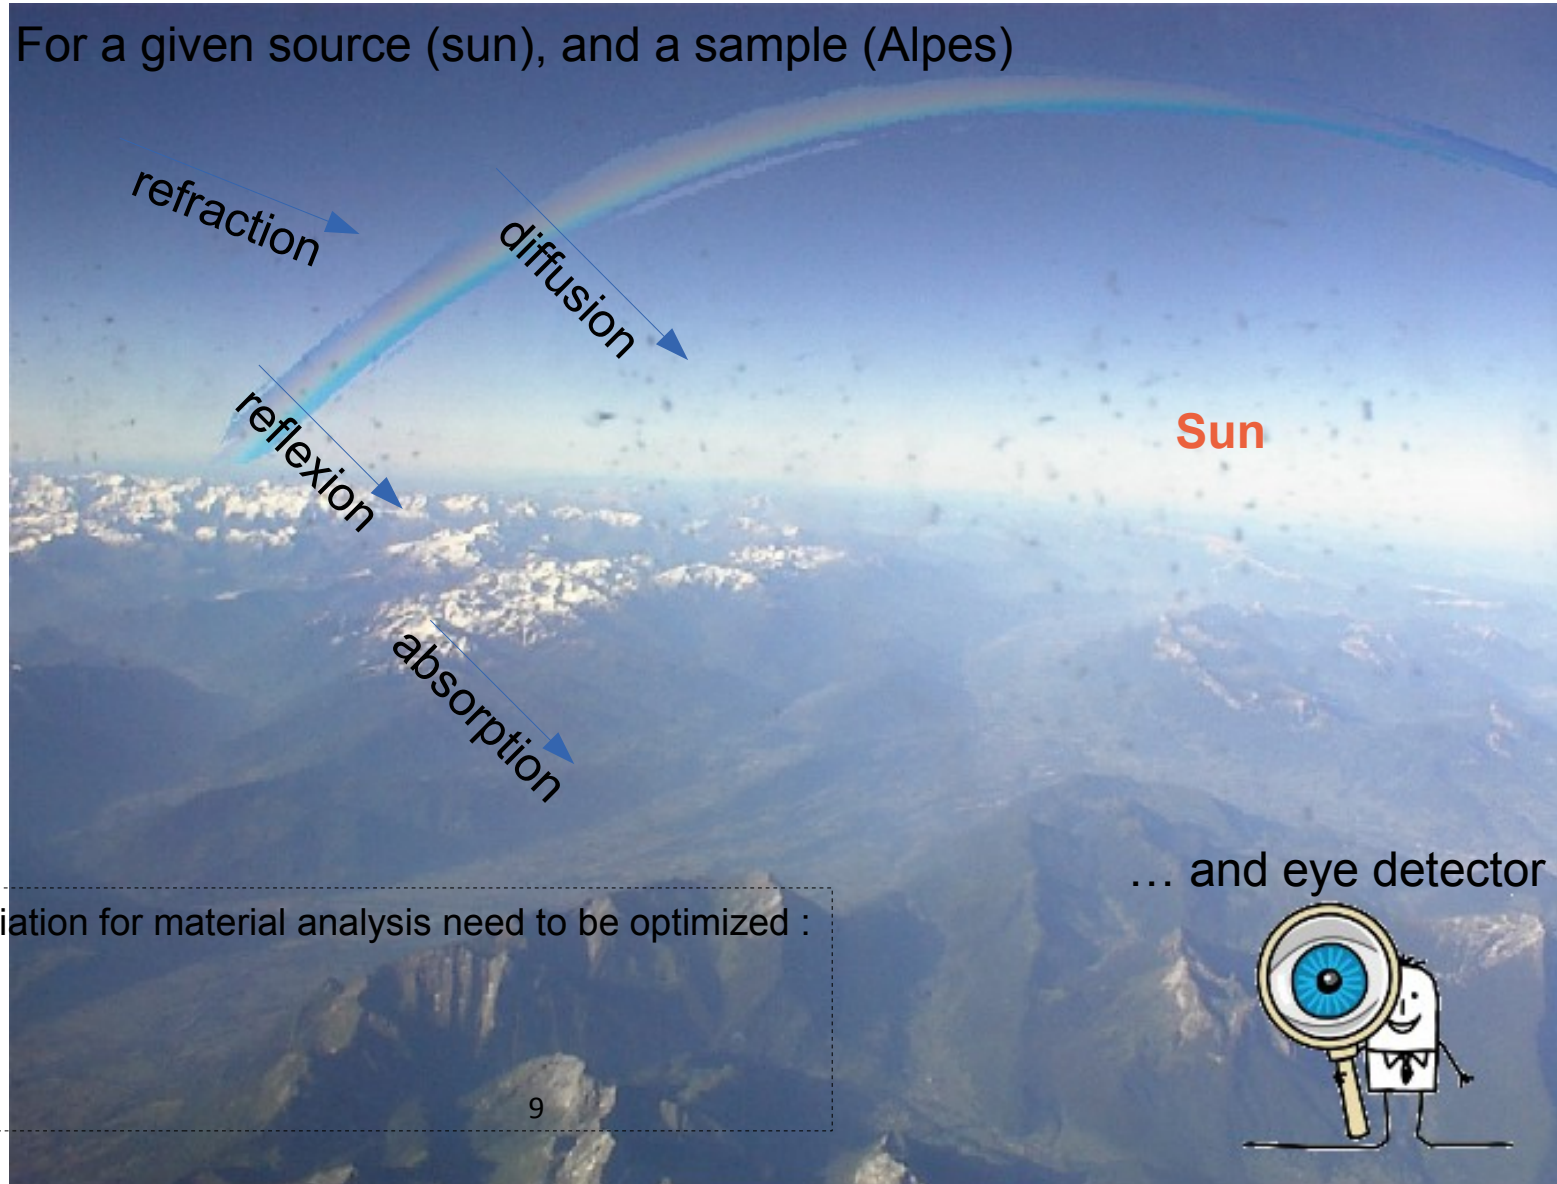 For a given source (sun), and a sample (Alpes)
refraction
diffusion
reflexion
Sun
absorption
… and eye detector
iation for material analysis need to be optimized :
9